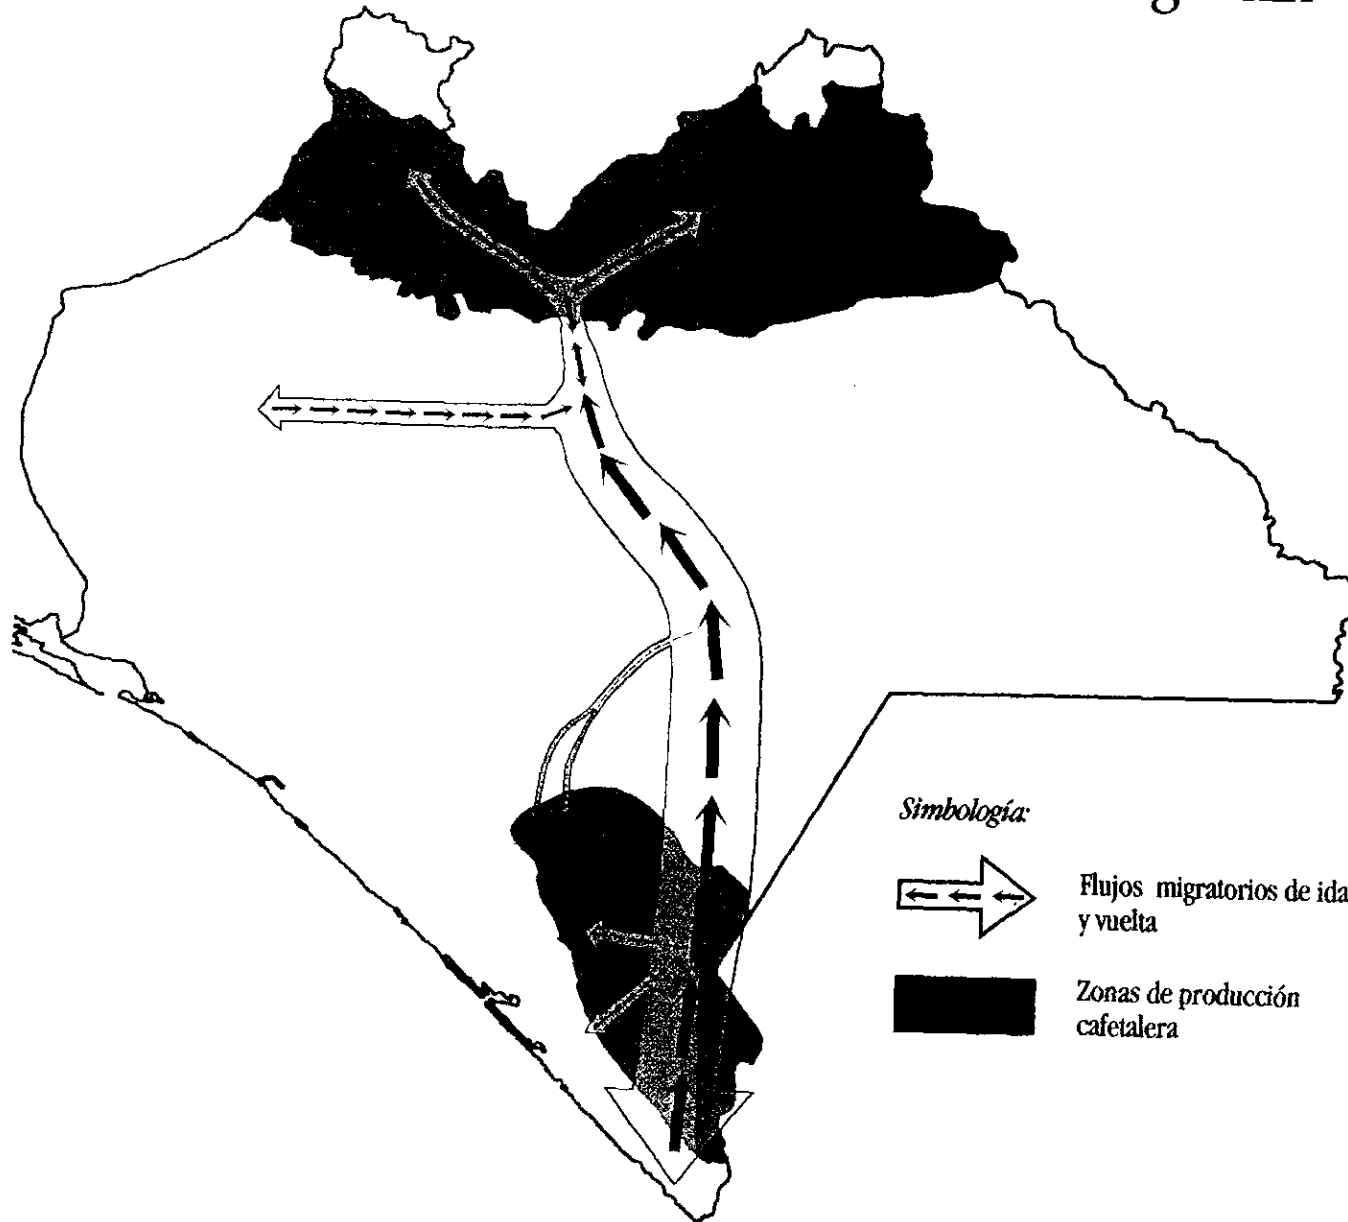 Simbología:
Flujos migratorios de ida
y vuelta
Zonas de producción
cafetalera